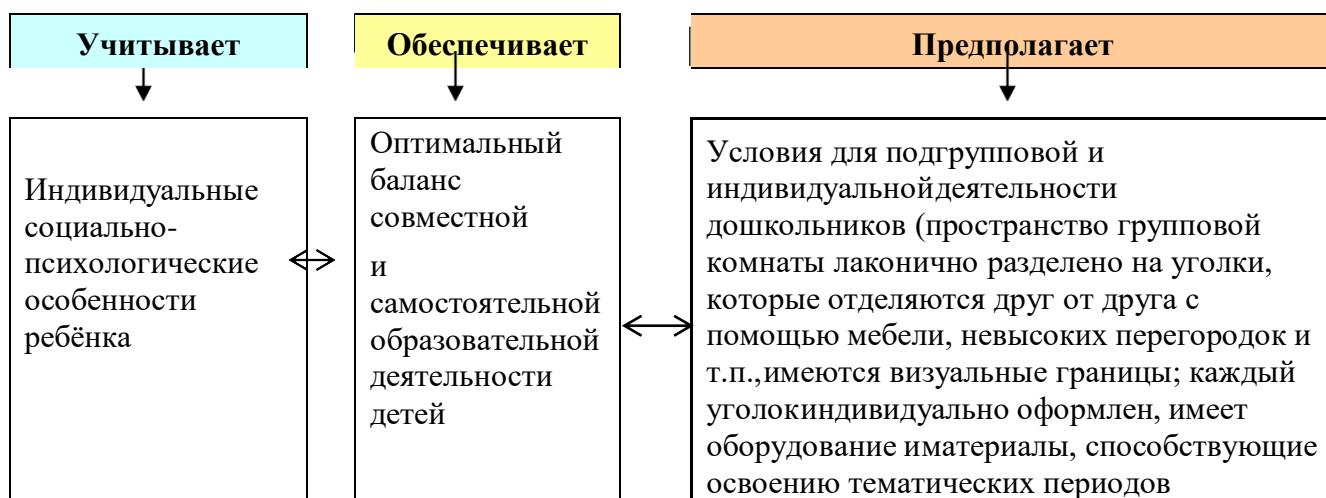 Учитывает
Обеспечивает
Предполагает
Индивидуальные
социально-
психологические
особенности
ребёнка
Оптимальный
баланс
совместной
и
самостоятельной
образовательной
деятельности
детей
Условия для подгрупповой и
индивидуальнойдеятельности
дошкольников (пространство групповой
комнаты лаконично разделено на уголки,
которые отделяются друг от друга с
помощью мебели, невысоких перегородок и
т.п.,имеются визуальные границы; каждый
уголокиндивидуально оформлен, имеет
оборудование иматериалы, способствующие
освоению тематических периодов